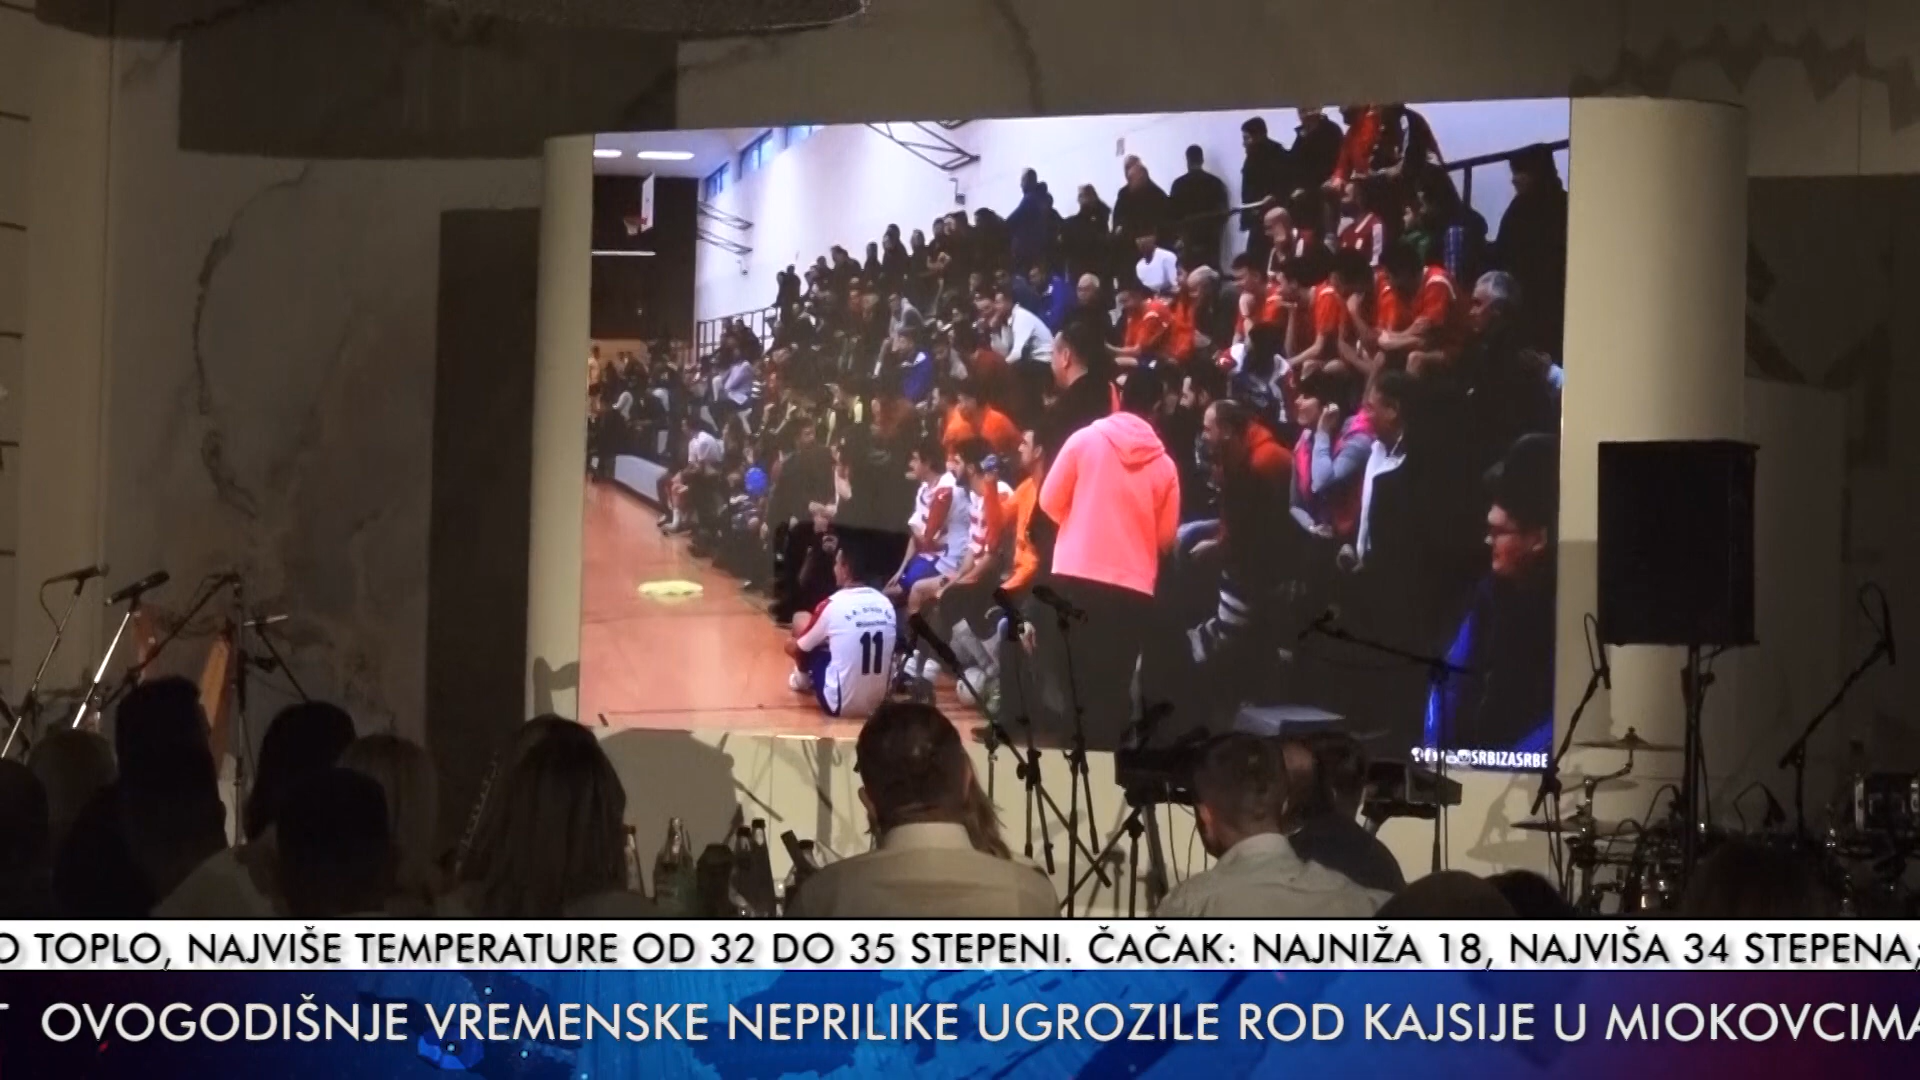 11
SRBIZASRBE
O TOPLO, NAJVIŠE TEMPERATURE OD 32 DO 35 STEPENI. ČAČAK: NAJNIŽA 18, NAJVIŠA 34 STEPENA;
OVOGODIŠNJE VREMENSKE NEPRILIKE UGROZILE ROD KAJSIJE U MIOKOVCIMA